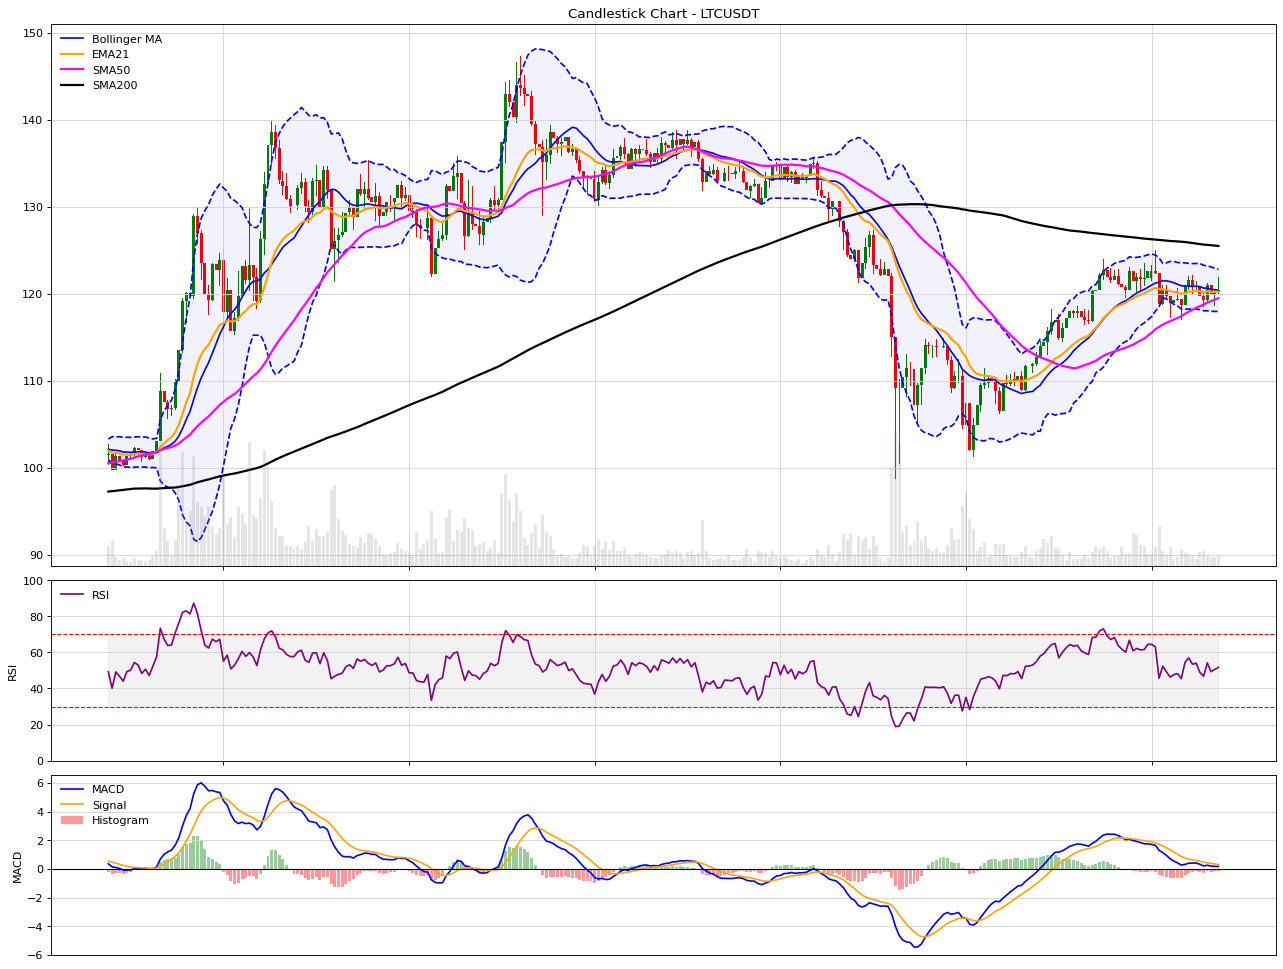 Candlestick Chart - LTCUSDT
150
140
130
120
110
100
90
Bollinger MA
EMA21
SMA50
SMA200
100
80
60
40
20
0
RSI
RSI
6
4
2
0
−2
−4
−6
MACD
MACD
Signal
Histogram